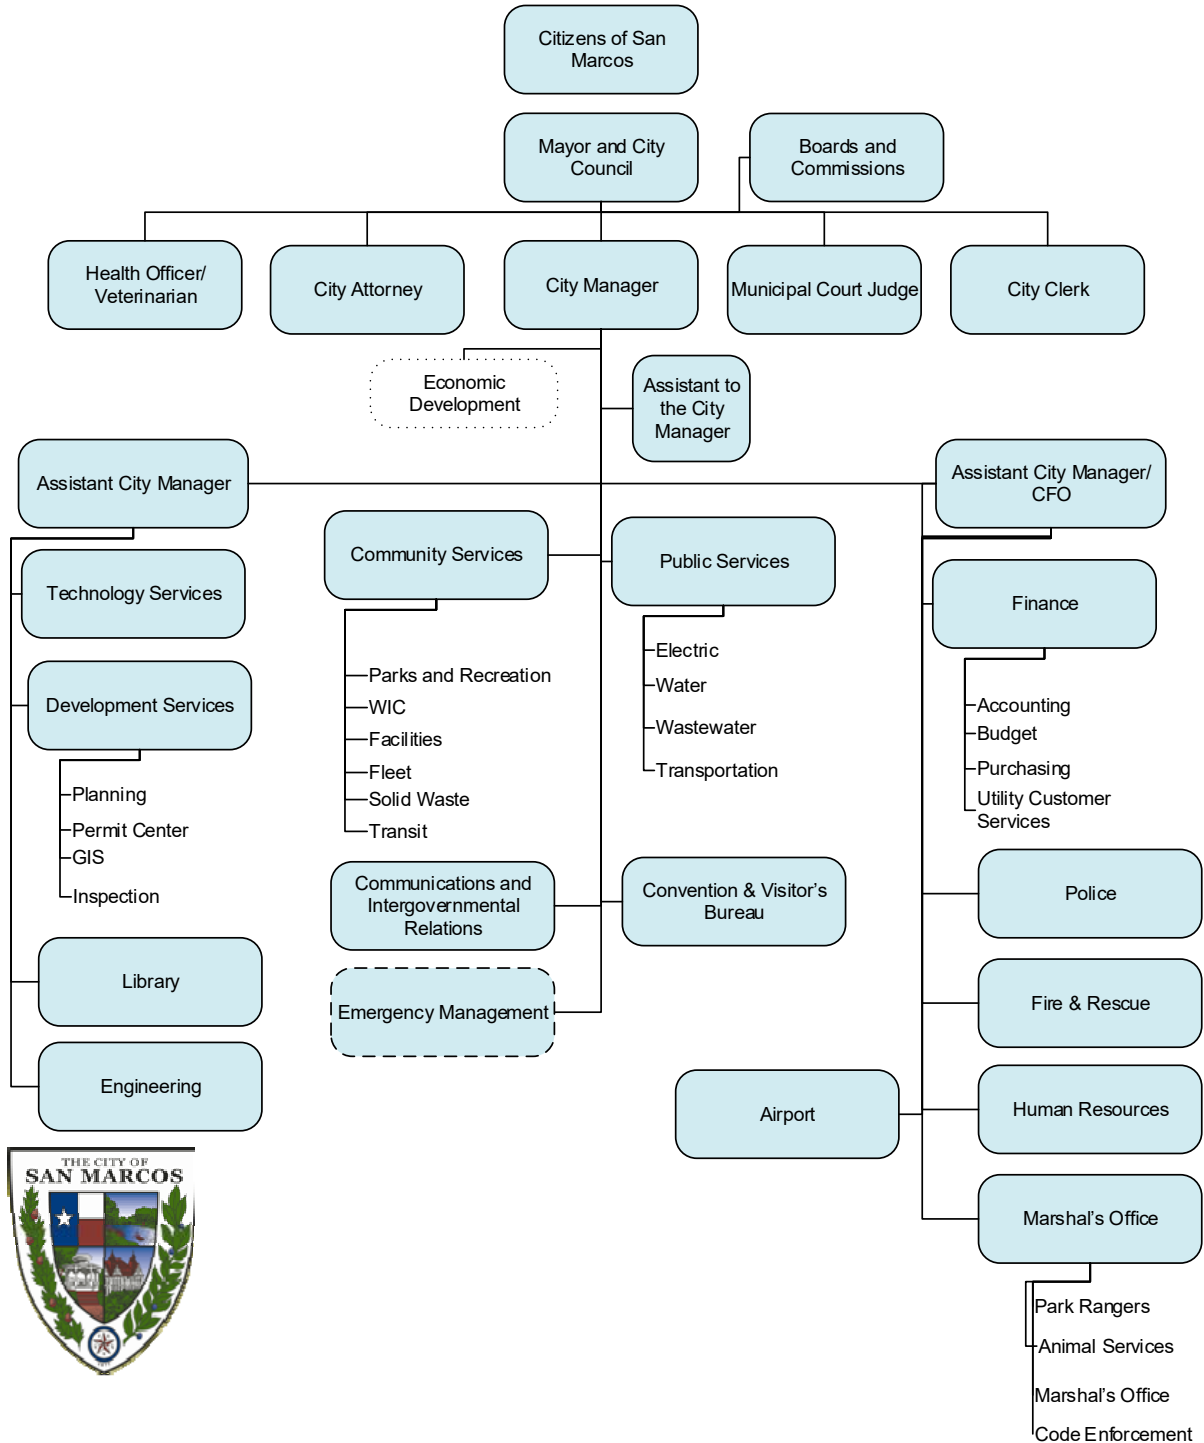 Citizens of San
Marcos
Mayor and City
Council
Boards and
Commissions
Health Officer/
Veterinarian
City Attorney
City Manager
Municipal Court Judge
City Clerk
Economic
Development
Assistant to
the City
Manager
Assistant City Manager
Assistant City Manager/
CFO
Technology Services
Development Services
Planning
Permit Center
GIS
Inspection
Library
Engineering
Community Services
Parks and Recreation
WIC
Facilities
Fleet
Solid Waste
Transit
Communications and
Intergovernmental
Relations
Emergency Management
Public Services
Electric
Water
Wastewater
Transportation
Convention & Visitor's
Bureau
Finance
Accounting
Budget
Purchasing
Utility Customer
Services
Police
Fire & Rescue
Human Resources
Airport
Marshal's Office
Park Rangers
Animal Services
Marshal's Office
Code Enforcement
THE CITY OF
SAN MARCOS